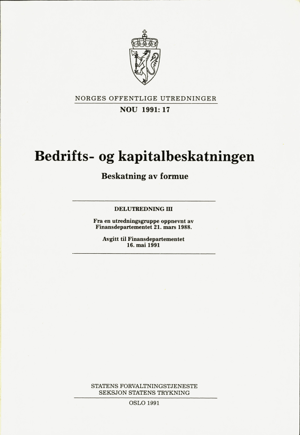 NORGES OFFENTLIGE UTREDNINGER
NOU 1991: 17
Bedrifts- og kapitalbeskatningen
Beskatning av formue
DELUTREDNING III
Fra en utredningsgruppe oppnevnt av
Finansdepartementet 21. mars 1988.
Avgitt til Finansdepartementet
16. mai 1991
STATENS FORVALTNINGSTJENESTE
SEKSJON STATENS TRYKNING
OSLO 1991